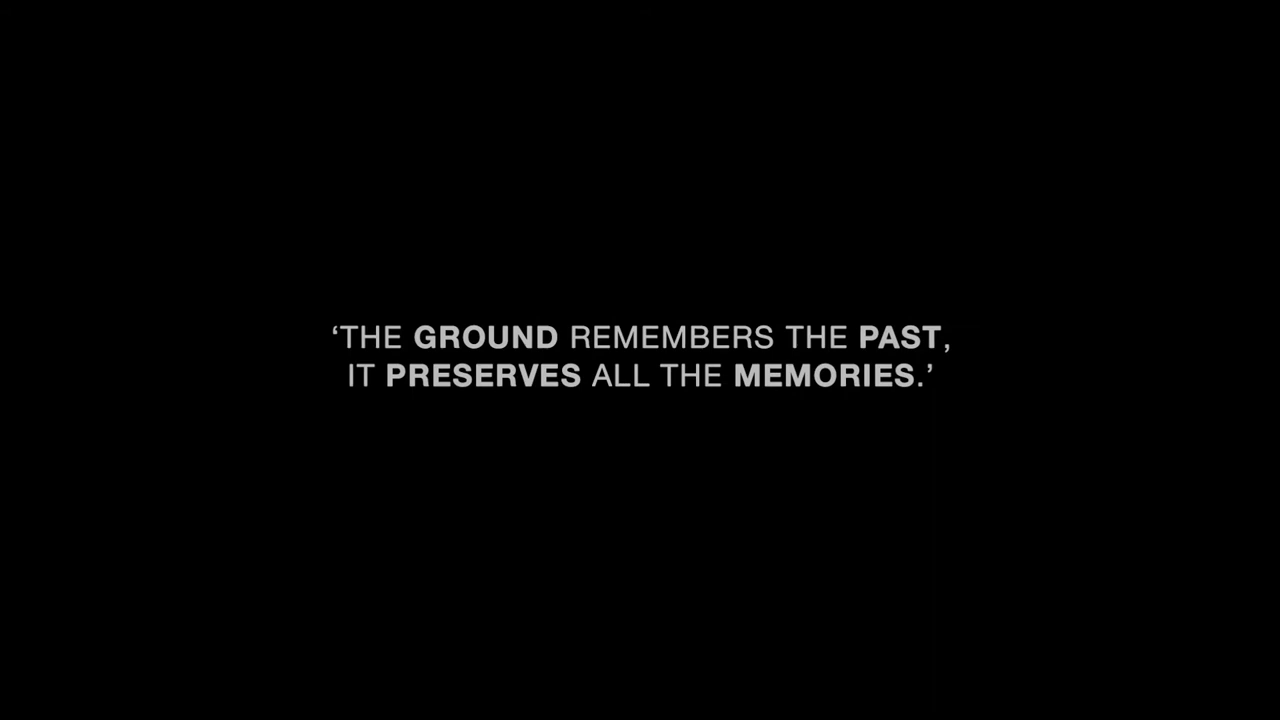 ‘THE GROUND REMEMBERS THE PAST,
IT PRESERVES ALL THE MEMORIES.’